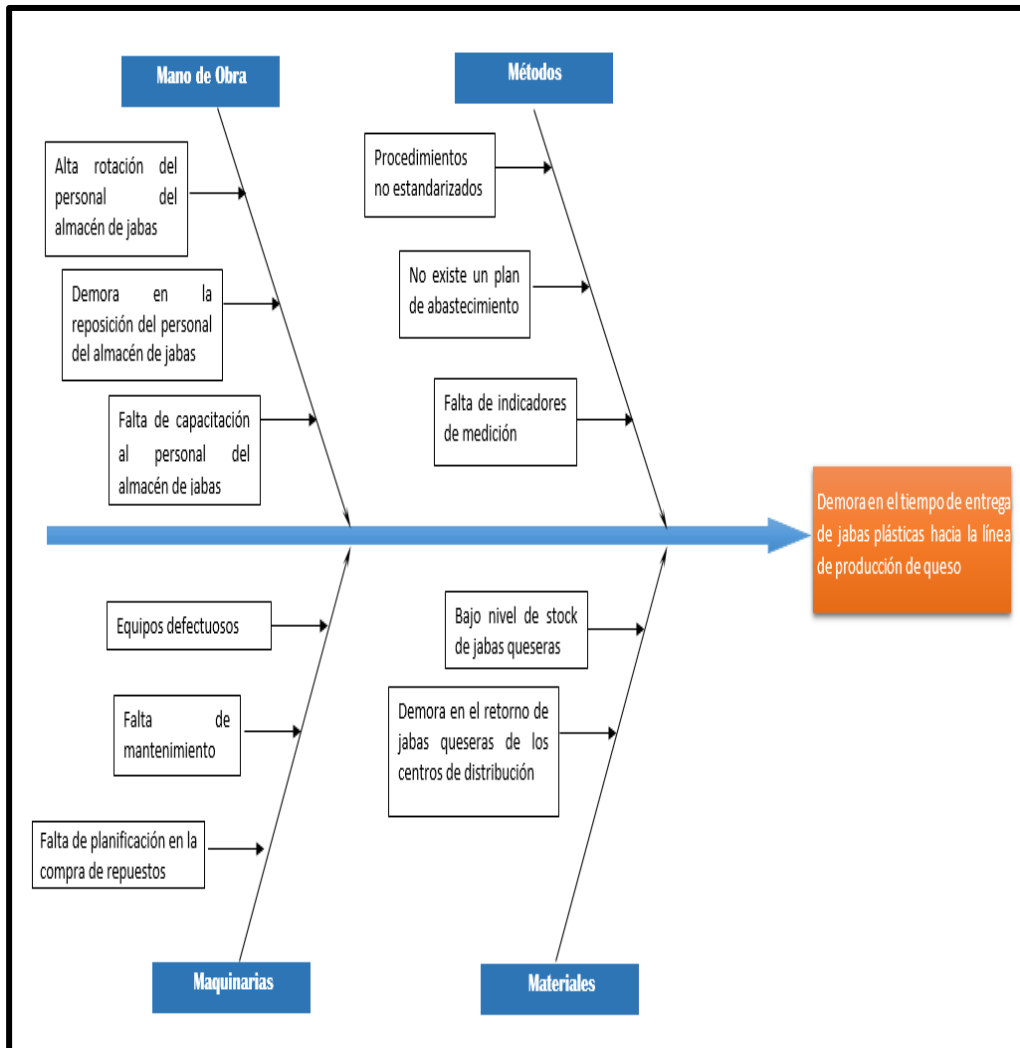 Mano de Obra
Métodos
Alta rotación del
personal del
almacén de jabas
Procedimientos
no estandarizados
Demora en la
reposición del personal
del almacén de jabas
No existe un plan
de abastecimiento
Falta de capacitación
al personal del
almacén de jabas
Falta de indicadores
de medición
Demora en el tiempo de entrega
de jabas plásticas hacia la línea
de producción de queso
Equipos defectuosos
Bajo nivel de stock
de jabas queseras
Falta de
mantenimiento
Demora en el retorno de
jabas queseras de los
centros de distribución
Falta de planificación en la
compra de repuestos
Maquinarias
Materiales